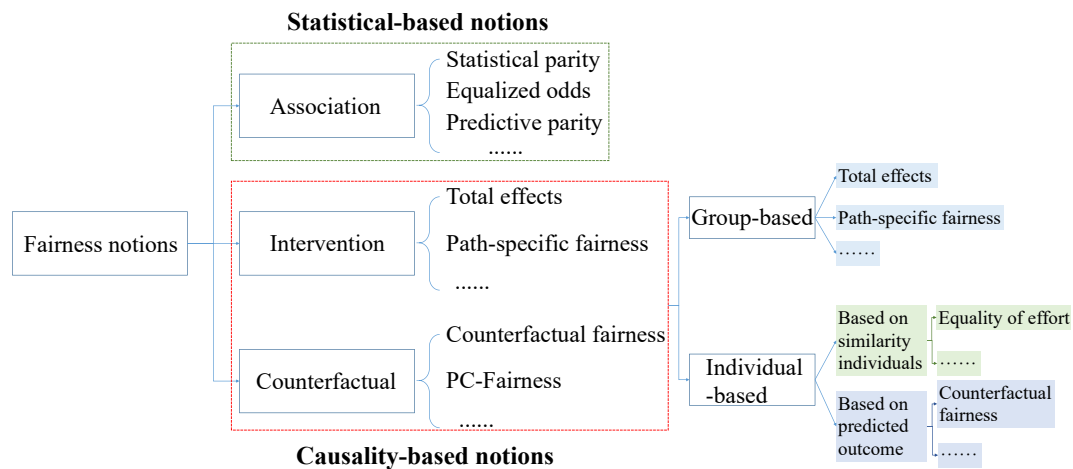 Statistical-based notions
Association
Statistical parity
Equalized odds
Predictive parity
......
Fairness notions
Intervention
Total effects
Path-specific fairness
......
Counterfactual
Counterfactual fairness
PC-Fairness
......
Causality-based notions
Group-based
Total effects
Path-specific fairness
......
Individual
-based
Based on
similarity
individuals
Equality of effort
......
Based on
predicted
outcome
Counterfactual
fairness
......